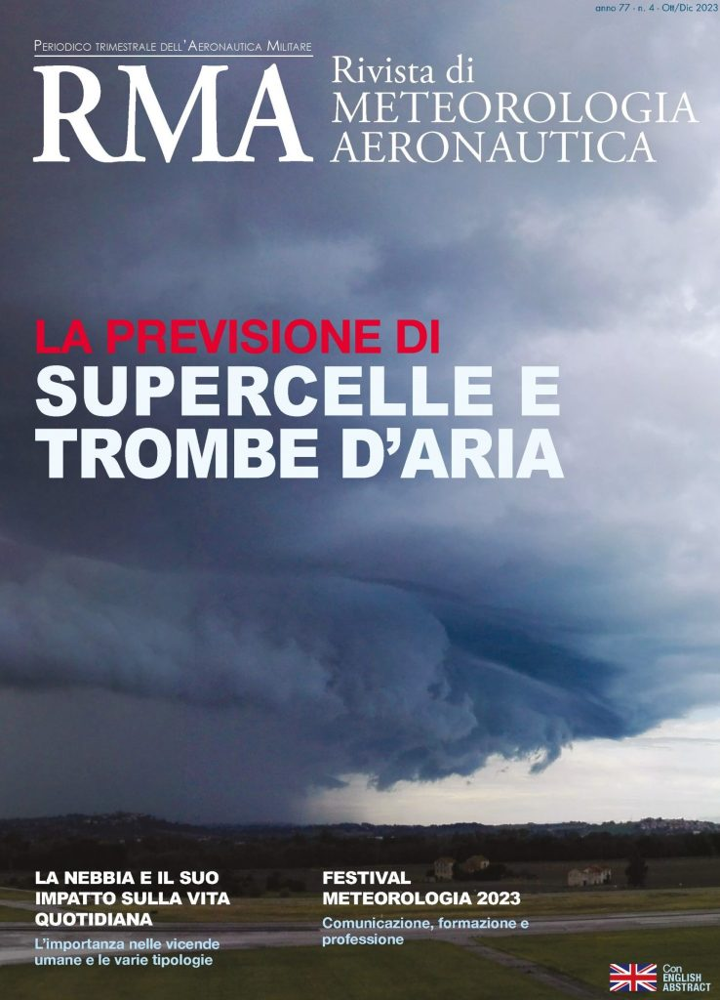 anno 77 - n. 4 - Ott/Dic 2023
PERIODICO TRIMESTRALE DELL'AERONAUTICA MILITARE
RMA
Rivista di
METEOROLOGIA
AERONAUTICA
LA PREVISIONE DI
SUPERCELLE E
TROMBE D'ARIA
LA NEBBIA E IL SUO
IMPATTO SULLA VITA
QUOTIDIANA
L'importanza nelle vicende
umane e le varie tipologie
FESTIVAL
METEOROLOGIA 2023
Comunicazione, formazione e
professione
Con
ENGLISH
ABSTRACT